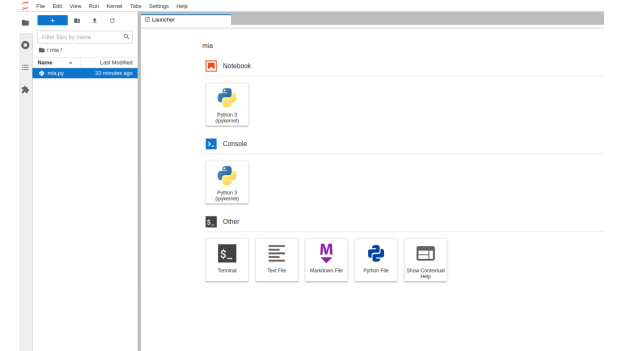 File Edit View Run Kernel Tabs Settings Help
Launcher
Filter files by name
/ mia /
Name Last Modified
mia.py 33 minutes ago
mia
Notebook
Python 3
(ipykernel)
Console
Python 3
(ipykernel)
$_ Other
$_
M
Terminal
Text File
Markdown File
Python File
Show Contextual
Help